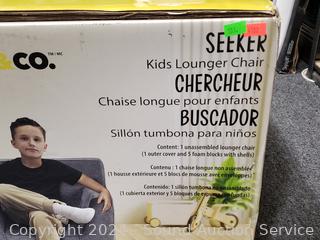 &CO.
TM/MC
SEEKER
Kids Lounger Chair
CHERCHEUR
Chaise longue pour enfants
BUSCADOR
Sillón tumbona para niños
Content: 1 unassembled lounger chair
(1 outer cover and 5 foam blocks with shells)
Contenu : 1 chaise longue non assemblée
(1 housse extérieure et 5 blocs de mousse avec enveloppes)
Contenido: 1 sillón tumbona no ensamblado
(1 cubierta exterior y 5 bloques de espuma con fundas)
Copyright 2024 Sound Auction Service